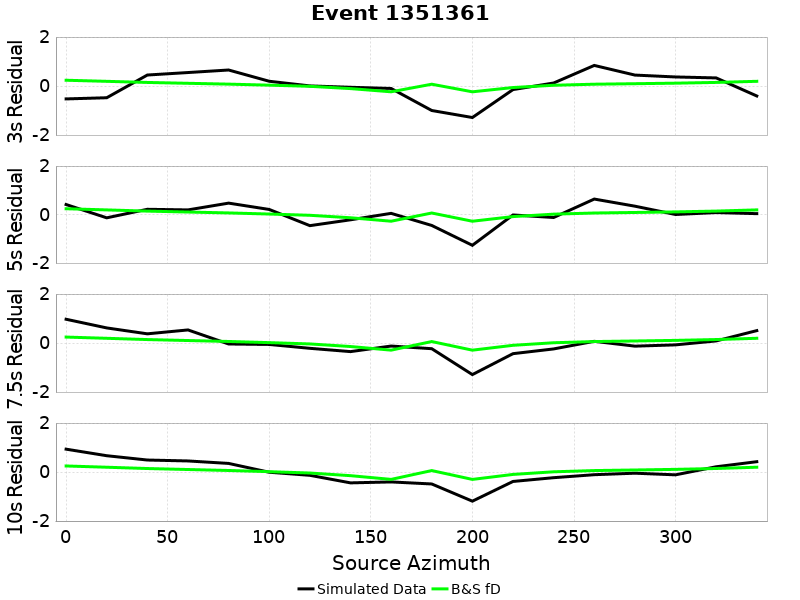 Event 1351361
3s Residual
2
0
-2
5s Residual
2
0
-2
7.5s Residual
2
0
-2
10s Residual
2
0
-2
0 50 100 150 200 250 300
Source Azimuth
Simulated Data B&S fD